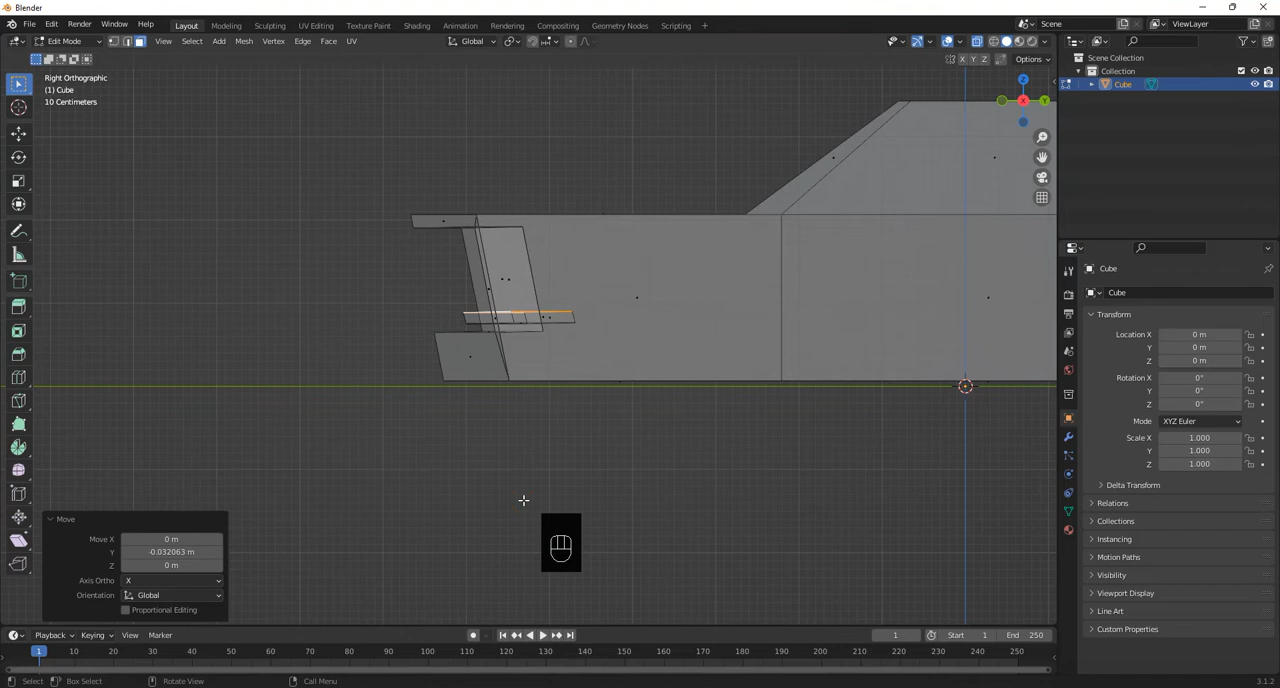 Blender
File Edit Render Window Help Layout Modeling Sculpting UV Editing Texture Paint Shading Animation Rendering Compositing Geometry Nodes Scripting + Scene ViewLayer
Edit Mode View Select Add Mesh Vertex Edge Face UV Global
X Y Z Options
Right Orthographic
(1) Cube
10 Centimeters
Z
X
Y
Scene Collection
Collection
Cube
Cube
Cube
Transform
Location X 0 m
Y 0 m
Z 0 m
Rotation X 0°
Y 0°
Z 0°
Mode XYZ Euler
Scale X 1.000
Y 1.000
Z 1.000
Delta Transform
Relations
Collections
Instancing
Motion Paths
Visibility
Viewport Display
Line Art
Custom Properties
Move
Move X 0 m
Y -0.032063 m
Z 0 m
Axis Ortho X
Orientation Global
Proportional Editing
Playback Keying View Marker 1 Start 1 End 250
1 10 20 30 40 50 60 70 80 90 100 110 120 130 140 150 160 170 180 190 200 210 220 230 240 250
Select Box Select Rotate View Call Menu 3.1.2